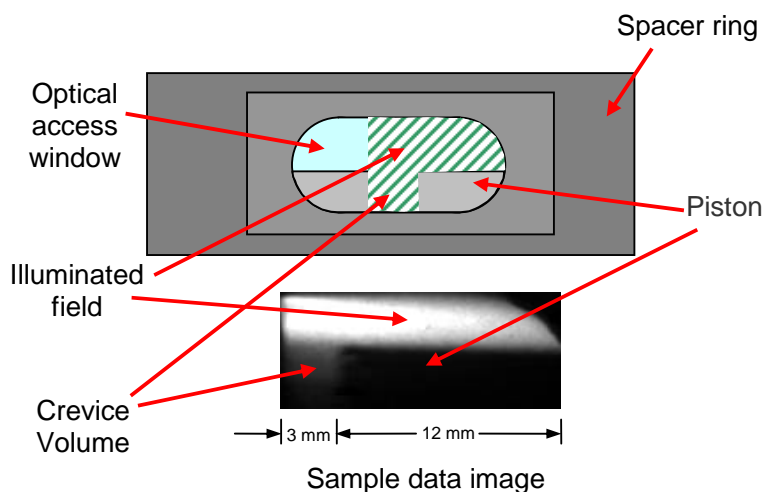 Spacer ring
Optical
access
window
Piston
Illuminated
field
Crevice
Volume
3 mm
12 mm
Sample data image